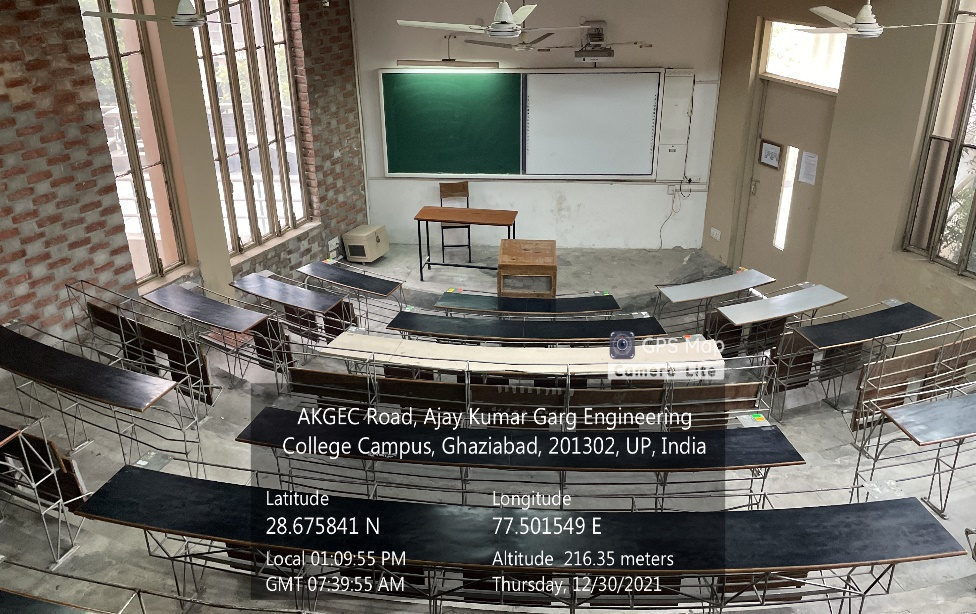 GPS Map
Camera Lite
AKGEC Road, Ajay Kumar Garg Engineering
College Campus, Ghaziabad, 201302, UP, India
Latitude
Longitude
28.675841 N
77.501549 E
Local 01:09:55 PM
Altitude 216.35 meters
GMT 07:39:55 AM
Thursday, 12/30/2021